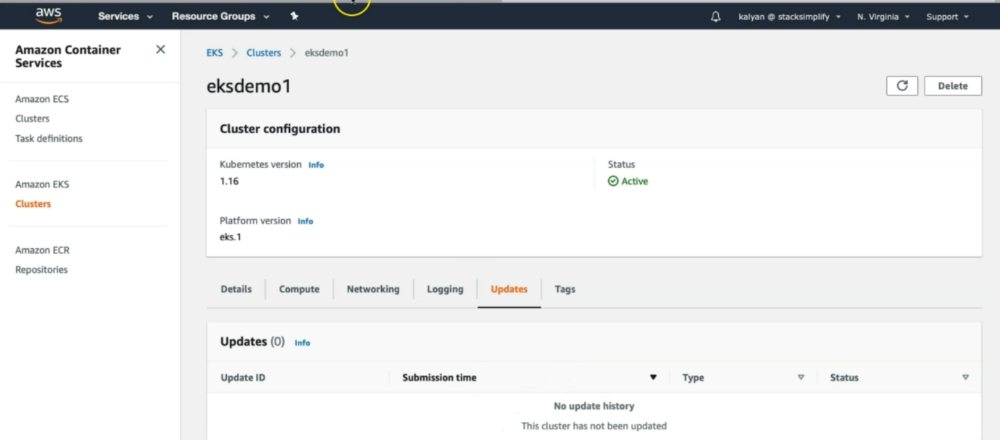 aws Services Resource Groups kalyan @ stacksimplify N. Virginia Support
Amazon Container
Services
Amazon ECS
Clusters
Task definitions
Amazon EKS
Clusters
Amazon ECR
Repositories
EKS Clusters eksdemo1
eksdemo1
Delete
Cluster configuration
Kubernetes version Info
1.16
Status
Active
Platform version Info
eks.1
Details Compute Networking Logging Updates Tags
Updates (0) Info
Update ID Submission time Type Status
No update history
This cluster has not been updated